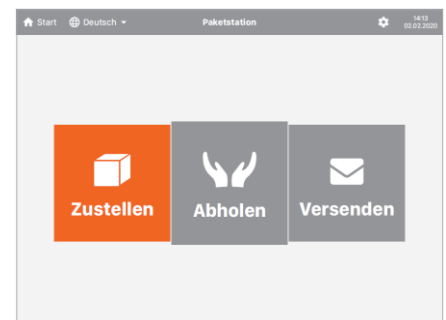 Start
Deutsch
Paketstation
14:13
02.02.2020
Zustellen
Abholen
Versenden